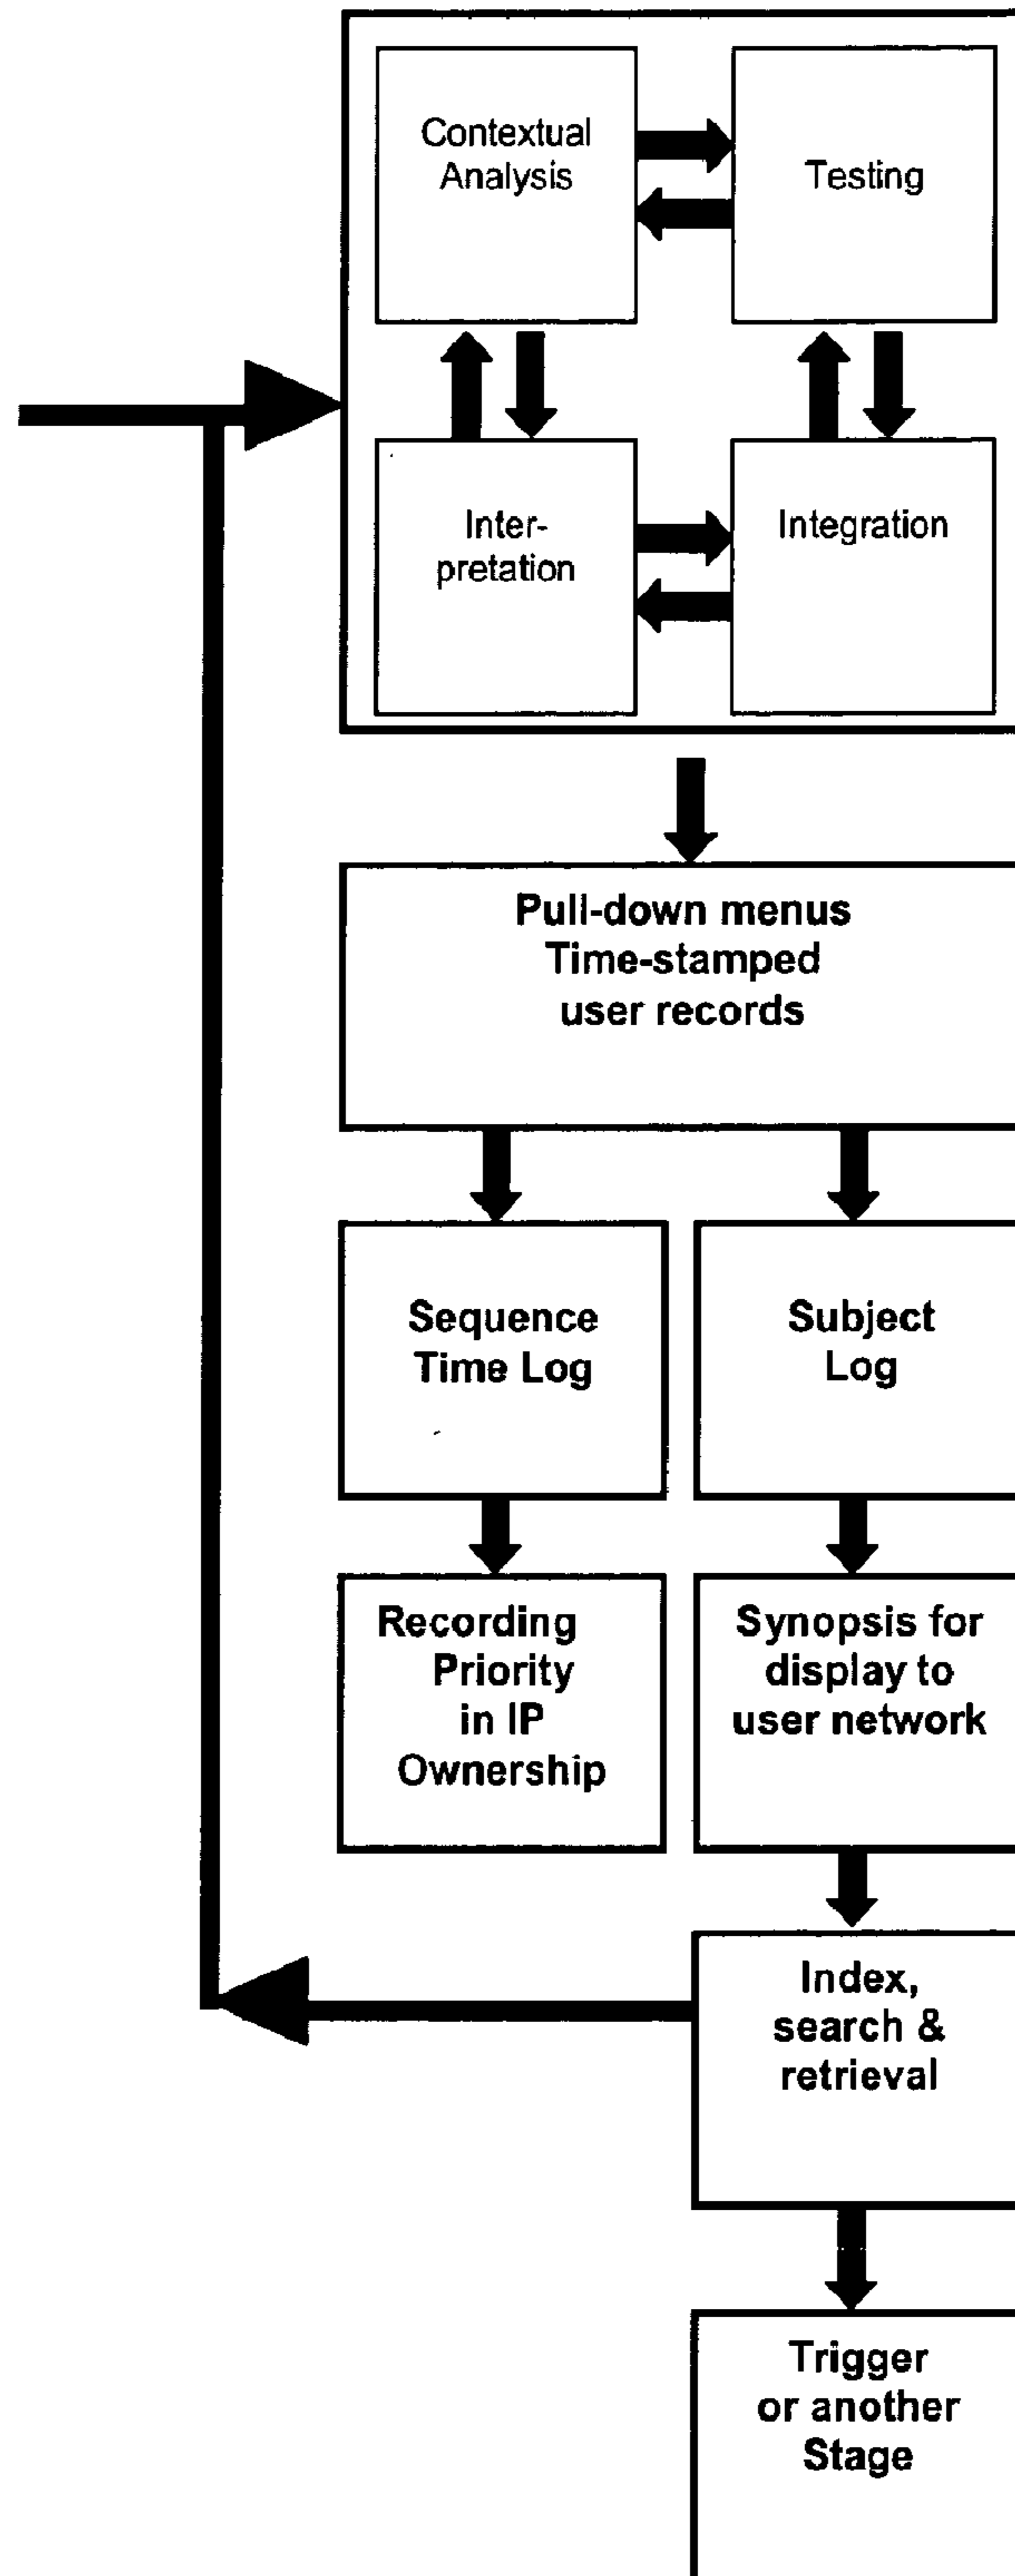 Contextual
Analysis
Testing
Inter-
pretation
Integration
Pull-down menus
Time-stamped
user records
Sequence
Time Log
Subject
Log
Recording
Priority
in IP
Ownership
Synopsis for
display to
user network
Index,
search &
retrieval
Trigger
or another
Stage